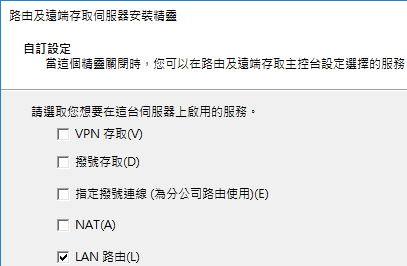 路由及遠端存取伺服器安裝精靈
自訂設定
當這個精靈關閉時，您可以在路由及遠端存取主控台設定選擇的服務
請選取您想要在這台伺服器上啟用的服務。
VPN 存取(V)
撥號存取(D)
指定撥號連線 (為分公司路由使用)(E)
NAT(A)
LAN 路由(L)